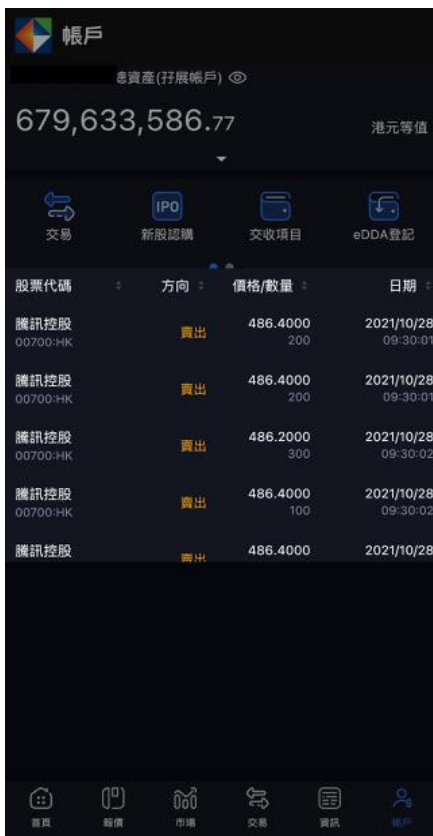 帳戶
總資產(孖展帳戶)
679,633,586.77 港元等值
交易 IPO 新股認購 交收項目 eDDA登記
股票代碼 方向 價格/數量 日期
騰訊控股 賣出 486.4000 2021/10/28
00700:HK 200 09:30:01
騰訊控股 賣出 486.4000 2021/10/28
00700:HK 200 09:30:01
騰訊控股 賣出 486.2000 2021/10/28
00700:HK 300 09:30:02
騰訊控股 賣出 486.4000 2021/10/28
00700:HK 100 09:30:02
騰訊控股 賣出 486.4000 2021/10/28
首頁 報價 市場 交易 資訊 帳戶